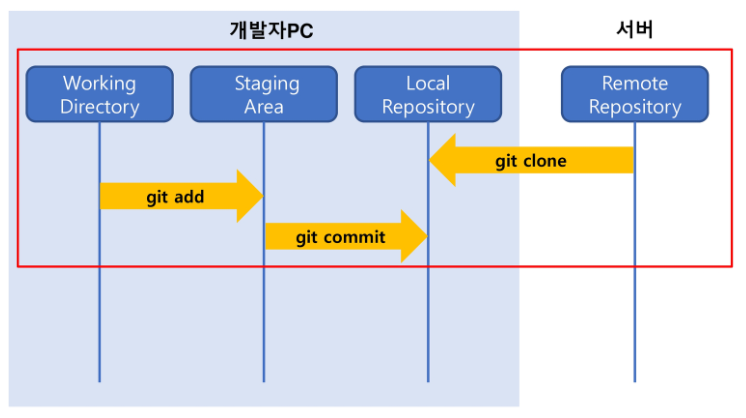 개발자PC
서버
Working
Directory
Staging
Area
Local
Repository
Remote
Repository
git clone
git add
git commit